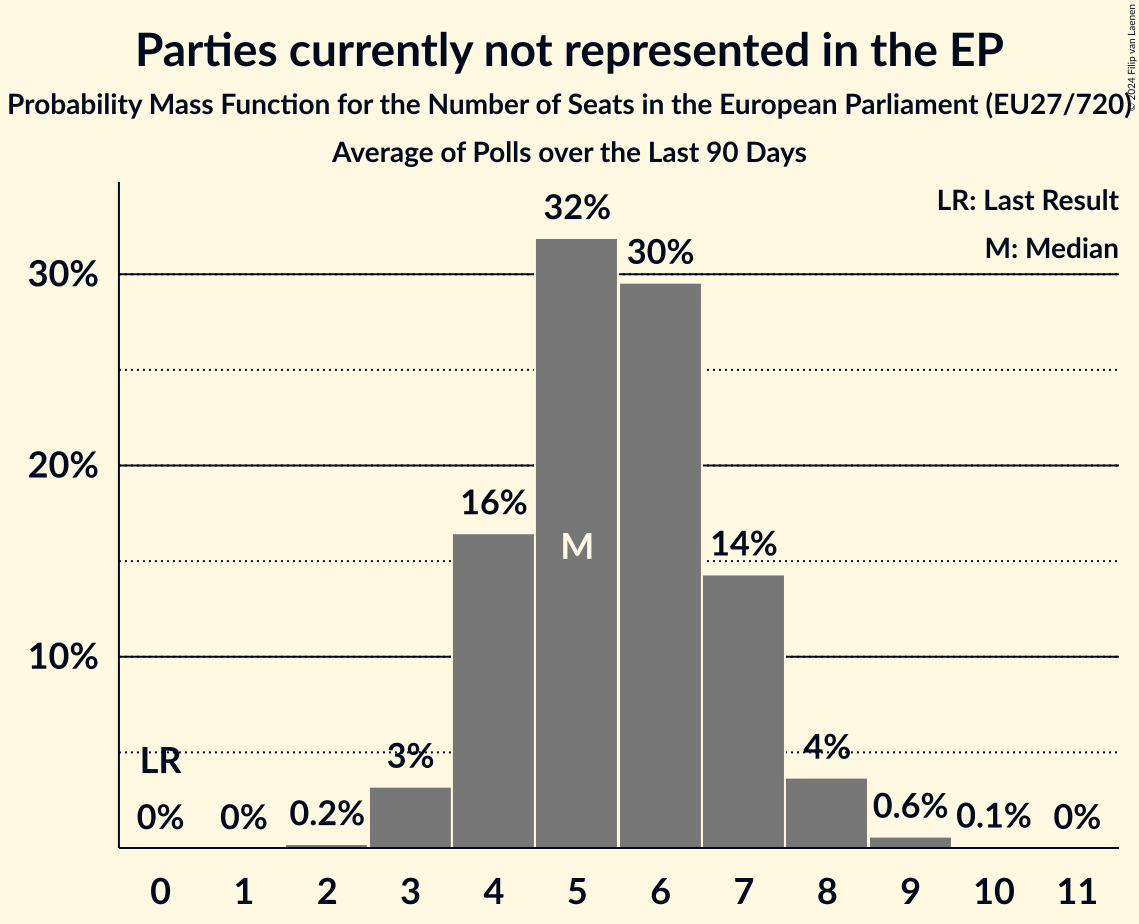 Parties currently not represented in the EP
Probability Mass Function for the Number of Seats in the European Parliament (EU27/720)
Average of Polls over the Last 90 Days
© 2024 Filip van Laenen
LR: Last Result
M: Median
30%
20%
10%
LR
0%
0%
0.2%
3%
16%
32%
M
30%
14%
4%
0.6%
0.1%
0%
0 1 2 3 4 5 6 7 8 9 10 11